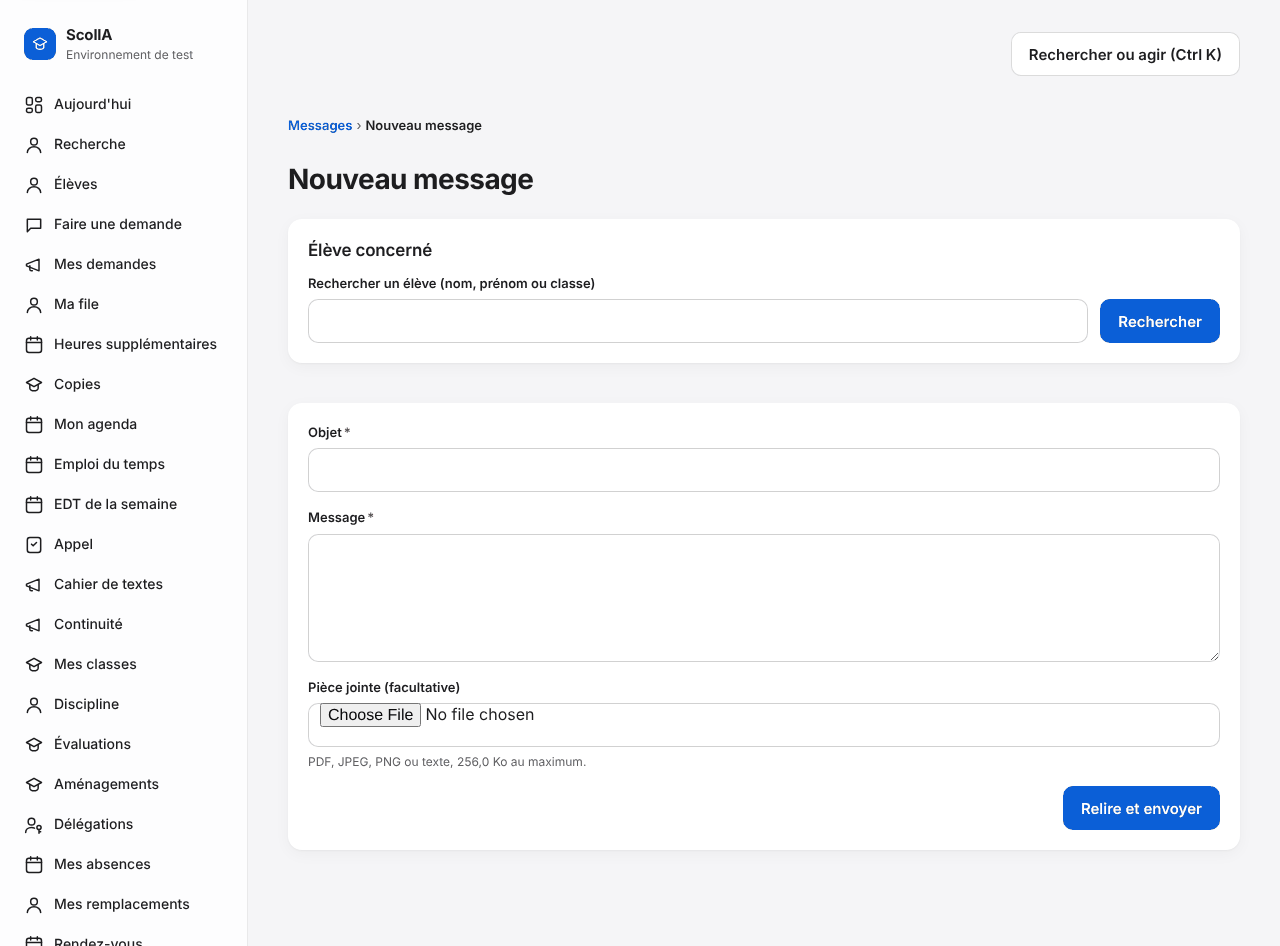 ScolIA
Environnement de test
Rechercher ou agir (Ctrl K)
Aujourd'hui
Recherche
Élèves
Faire une demande
Mes demandes
Ma file
Heures supplémentaires
Copies
Mon agenda
Emploi du temps
EDT de la semaine
Appel
Cahier de textes
Continuité
Mes classes
Discipline
Évaluations
Aménagements
Délégations
Mes absences
Mes remplacements
Rendez-vous
Messages › Nouveau message
Nouveau message
Élève concerné
Rechercher un élève (nom, prénom ou classe)
Rechercher
Objet *
Message *
Pièce jointe (facultative)
Choose File No file chosen
PDF, JPEG, PNG ou texte, 256,0 Ko au maximum.
Relire et envoyer